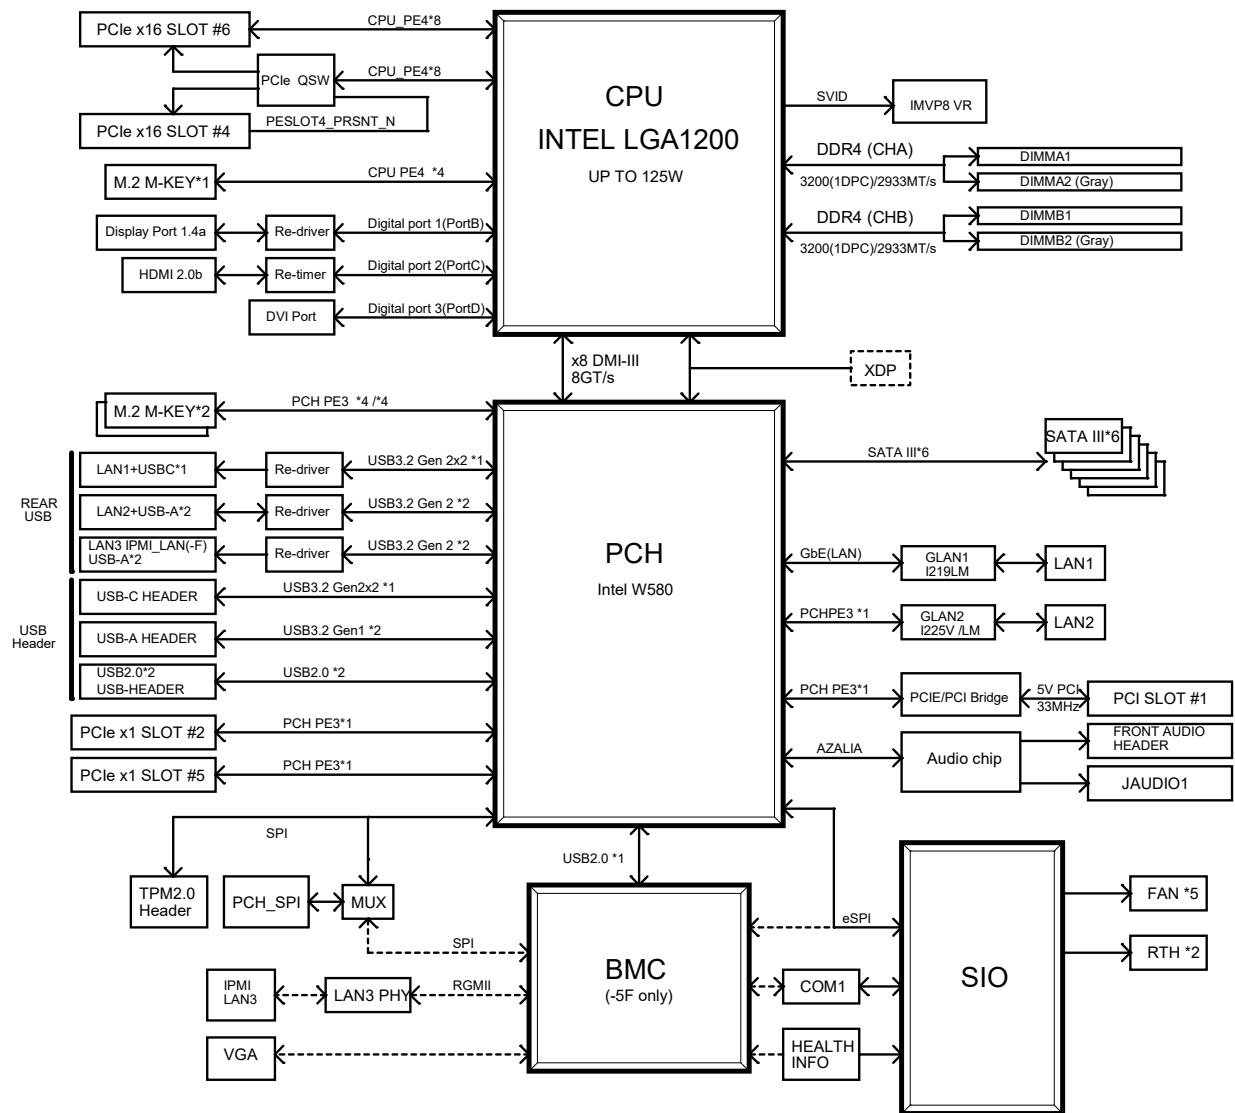 PCIe x16 SLOT #6
CPU_PE4*8
PCIe QSW
CPU_PE4*8
PCIe x16 SLOT #4
PESLOT4_PRSNT_N
M.2 M-KEY*1
CPU PE4 *4
Display Port 1.4a
Re-driver
Digital port 1(PortB)
HDMI 2.0b
Re-timer
Digital port 2(PortC)
DVI Port
Digital port 3(PortD)
CPU
INTEL LGA1200
UP TO 125W
SVID
IMVP8 VR
DDR4 (CHA)
3200(1DPC)/2933MT/s
DIMMA1
DIMMA2 (Gray)
DDR4 (CHB)
3200(1DPC)/2933MT/s
DIMMB1
DIMMB2 (Gray)
x8 DMI-III
8GT/s
XDP
M.2 M-KEY*2
PCH PE3 *4 /*4
REAR
USB
LAN1+USBC*1
Re-driver
USB3.2 Gen 2x2 *1
LAN2+USB-A*2
Re-driver
USB3.2 Gen 2 *2
LAN3 IPMI_LAN(-F)
USB-A*2
Re-driver
USB3.2 Gen 2 *2
USB
Header
USB-C HEADER
USB3.2 Gen2x2 *1
USB-A HEADER
USB3.2 Gen1 *2
USB2.0*2
USB-HEADER
USB2.0 *2
PCIe x1 SLOT #2
PCH PE3*1
PCIe x1 SLOT #5
PCH PE3*1
PCH
Intel W580
SATA III*6
SATA III*6
GbE(LAN)
GLAN1
I219LM
LAN1
PCHPE3 *1
GLAN2
I225V /LM
LAN2
PCH PE3*1
PCIE/PCI Bridge
5V PCI
33MHz
PCI SLOT #1
AZALIA
Audio chip
FRONT AUDIO
HEADER
JAUDIO1
SPI
TPM2.0
Header
PCH_SPI
MUX
SPI
USB2.0 *1
IPMI
LAN3
LAN3 PHY
RGMII
VGA
BMC
(-5F only)
eSPI
COM1
HEALTH
INFO
SIO
FAN *5
RTH *2